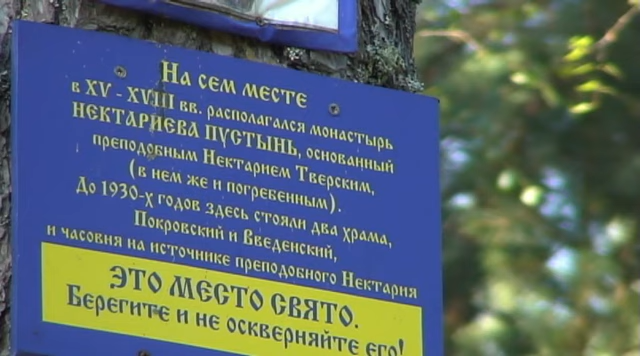 На сем месте
в XV - XVIII вв. располагался монастырь
НЕКТАРИЕВА ПУСТЫНЬ, основанный
преподобным Нектарием Тверским,
(в нем же и погребенным).
До 1930-х годов здесь стояли два храма,
Покровский и Введенский,
и часовня на источнике преподобного Нектария
ЭТО МЕСТО СВЯТО.
Берегите и не оскверняйте его!